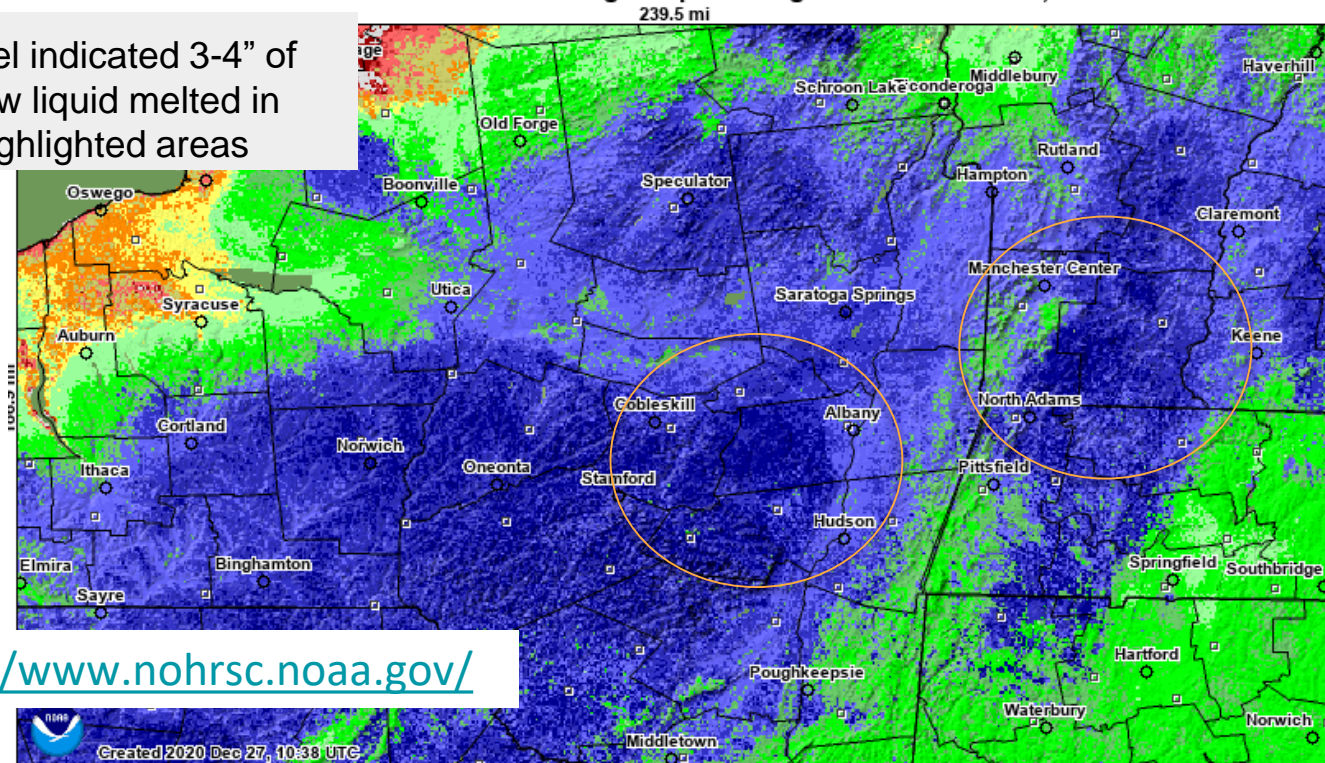 239.5 mi
el indicated 3-4” of
w liquid melted in
ghlighted areas
Haverhill
Middlebury
Schroon Lake
Ticonderoga
Old Forge
Rutland
Hampton
Speculator
Boonville
Oswego
Claremont
Manchester Center
Saratoga Springs
Utica
Syracuse
Auburn
Keene
North Adams
Cobleskill
Albany
Cortland
Norwich
Ithaca
Oneonta
Stamford
Pittsfield
Hudson
Elmira
Binghamton
Sayre
Springfield
Southbridge
/www.nohrsc.noaa.gov/
Poughkeepsie
Hartford
Waterbury
Norwich
Middletown
NOAA
Created 2020 Dec 27, 10:38 UTC